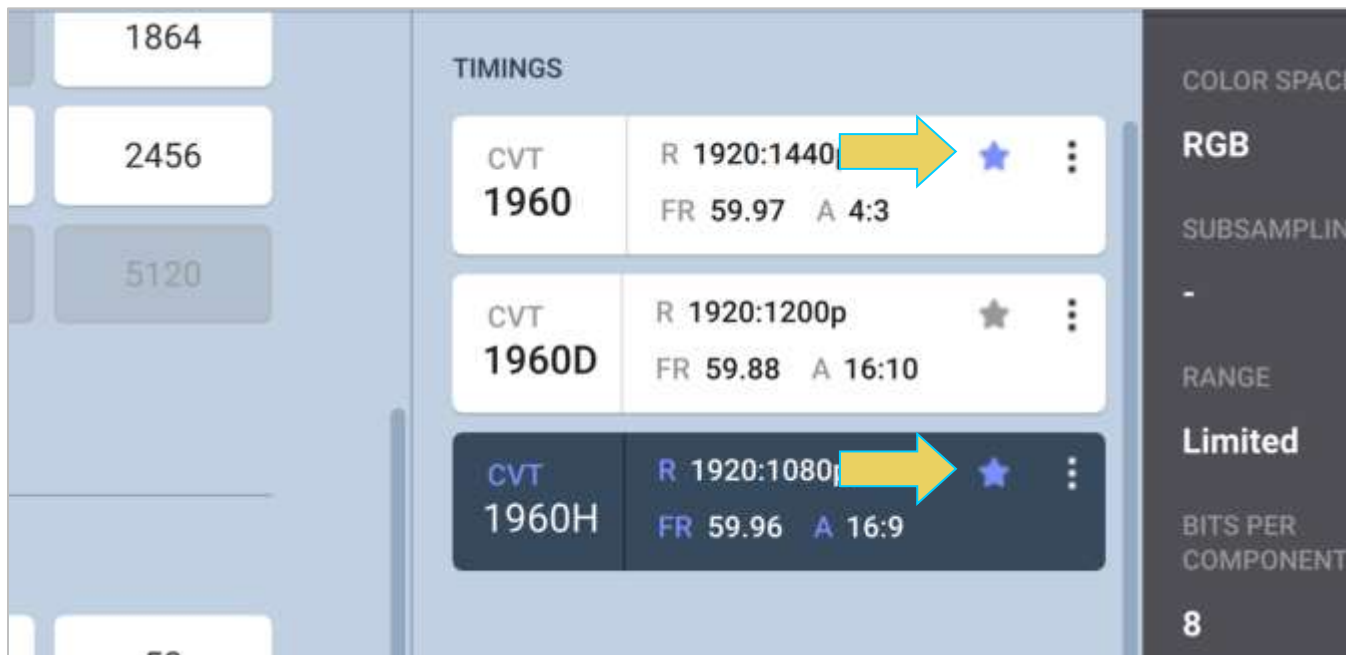 1864
2456
5120
TIMINGS
CVT
1960
R 1920:1440p
FR 59.97 A 4:3
CVT
1960D
R 1920:1200p
FR 59.88 A 16:10
CVT
1960H
R 1920:1080p
FR 59.96 A 16:9
COLOR SPAC
RGB
SUBSAMPLIN
-
RANGE
Limited
BITS PER
COMPONENT
8